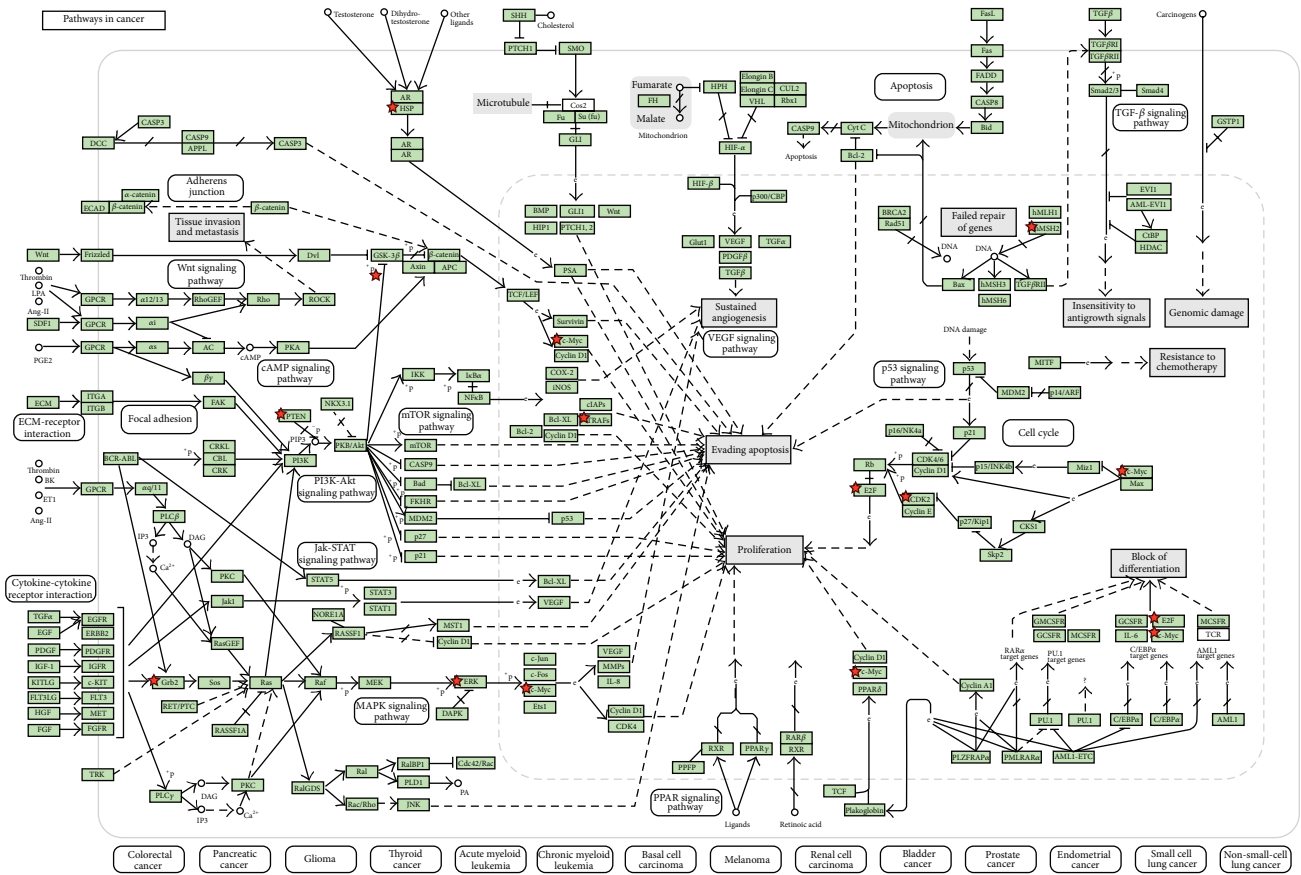 Pathways in cancer
Testosterone
Dihydro-
testosterone
Other
ligands
SHH
Cholesterol
PTCH1
SMO
Microtubule
Cos2
Fu
Su (fu)
GLI
AR
HSP
AR
AR
Fumarate
FH
Malate
Mitochondrion
HPH
Elongin B
Elongin C
CUL2
VHL
Rbx1
HIF-α
FasL
Fas
FADD
CASP8
Bid
Apoptosis
CASP9
Cyt C
Mitochondrion
Apoptosis
Bcl-2
TGFβ
TGFβRI
TGFβRII
+p
Smad2/3
Smad4
TGF-β signaling
pathway
Carcinogens
GSTP1
CASP3
DCC
CASP9
APPL
CASP3
Adherens
junction
α-catenin
ECAD
β-catenin
β-catenin
Tissue invasion
and metastasis
HIF-β
p300/CBP
BMP
GLI1
Wnt
HIP1
PTCH1, 2
Glut1
VEGF
TGFα
PDGFβ
TGFβ
BRCA2
Rad51
DNA
Failed repair
of genes
hMLH1
hMSH2
DNA
Bax
hMSH3
TGFβRII
hMSH6
EVI1
AML-EVI1
CtBP
HDAC
Wnt
Frizzled
Dvl
GSK-3β
β-catenin
Axin
APC
+p
Wnt signaling
pathway
Thrombin
LPA
Ang-II
GPCR
α12/13
RhoGEF
Rho
ROCK
SDF1
GPCR
αi
PGE2
GPCR
αs
AC
cAMP
PKA
cAMP signaling
pathway
βγ
PSA
TCF/LEF
Survivin
c-Myc
Cyclin D1
COX-2
iNOS
Sustained
angiogenesis
VEGF signaling
pathway
Insensitivity to
antigrowth signals
Genomic damage
DNA damage
p53
p53 signaling
pathway
MITF
Resistance to
chemotherapy
MDM2
p14/ARF
ECM
ITGA
ITGB
FAK
ECM-receptor
interaction
Focal adhesion
PTEN
NKX3.1
PIP3
PI3K
PKB/Akt
IKK
IκBα
NFκB
+p
mTOR signaling
pathway
cIAPs
Bcl-XL
TRAFs
Bcl-2
Cyclin D1
p16/NK4a
p21
Cell cycle
CRKL
CBL
CRK
BCR-ABL
+p
mTOR
CASP9
Bad
Bcl-XL
FKHR
MDM2
p53
p27
p21
Evading apoptosis
CDK4/6
Cyclin D1
Rb
p15/INK4b
Miz1
c-Myc
Max
E2F
CDK2
Cyclin E
p27/Kip1
CKS1
Skp2
PI3K-Akt
signaling pathway
Thrombin
BK
ET1
Ang-II
GPCR
αq/11
PLCβ
IP3
DAG
Ca²⁺
Jak-STAT
signaling pathway
Proliferation
Block of
differentiation
Cytokine-cytokine
receptor interaction
PKC
STAT5
+p
Bcl-XL
Jak1
STAT3
STAT1
VEGF
NORE1A
RASSF1
MST1
Cyclin D1
RasGEF
TGFα
EGFR
EGF
ERBB2
PDGF
PDGFR
IGF-1
IGFR
KITLG
c-KIT
FLT3LG
FLT3
HGF
MET
FGF
FGFR
Grb2
Sos
Ras
Raf
MEK
ERK
+p
RET/PTC
RASSF1A
DAPK
MAPK signaling
pathway
c-Jun
c-Fos
c-Myc
Ets1
VEGF
MMPs
IL-8
Cyclin D1
CDK4
Cyclin D1
c-Myc
PPARδ
Cyclin A1
GMCSFR
GCSFR
MCSFR
GCSFR
E2F
IL-6
c-Myc
MCSFR
TCR
RARα
target genes
PU.1
target genes
C/EBPα
target genes
AML1
target genes
?
PU.1
PU.1
C/EBPα
C/EBPα
AML1
PLZFRAPα
PMLRARα
AML1-ETC
TRK
PLCγ
+p
DAG
IP3
PKC
Ca²⁺
RalGDS
Ral
RalBP1
Cdc42/Rac
PLD1
PA
Rac/Rho
JNK
RXR
PPARγ
PPFP
RARβ
RXR
PPAR signaling
pathway
Ligands
Retinoic acid
TCF
Plakoglobin
Colorectal
cancer
Pancreatic
cancer
Glioma
Thyroid
cancer
Acute myeloid
leukemia
Chronic myeloid
leukemia
Basal cell
carcinoma
Melanoma
Renal cell
carcinoma
Bladder
cancer
Prostate
cancer
Endometrial
cancer
Small cell
lung cancer
Non-small-cell
lung cancer